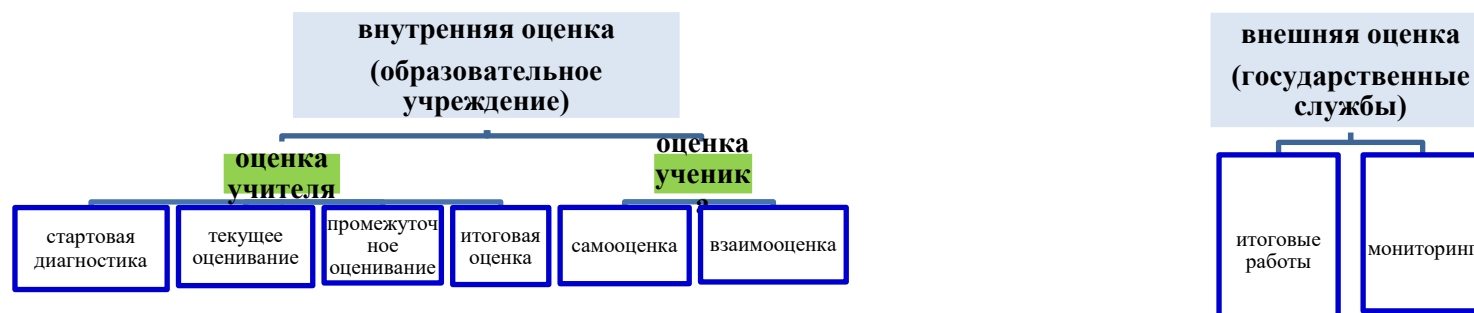 внутренняя оценка
(образовательное
учреждение)
оценка
учителя
оценка
ученик
а
стартовая
диагностика
текущее
оценивание
промежуточ
ное
оценивание
итоговая
оценка
самооценка
взаимооценка
внешняя оценка
(государственные
службы)
итоговые
работы
мониторинг